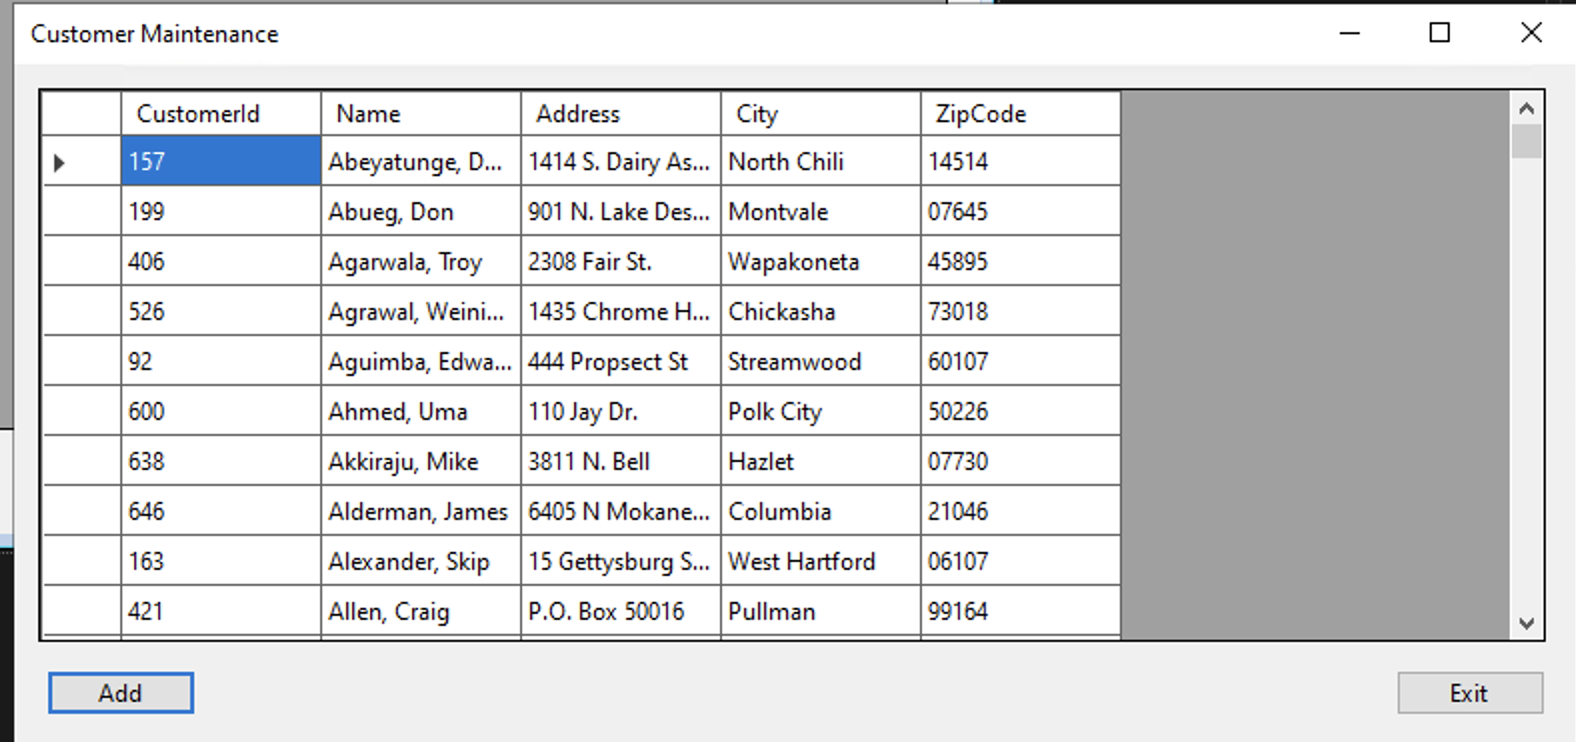 Customer Maintenance
CustomerId Name Address City ZipCode
157 Abeyatunge, D... 1414 S. Dairy As... North Chili 14514
199 Abueg, Don 901 N. Lake Des... Montvale 07645
406 Agarwala, Troy 2308 Fair St. Wapakoneta 45895
526 Agrawal, Weini... 1435 Chrome H... Chickasha 73018
92 Aguimba, Edwa... 444 Propsect St Streamwood 60107
600 Ahmed, Uma 110 Jay Dr. Polk City 50226
638 Akkiraju, Mike 3811 N. Bell Hazlet 07730
646 Alderman, James 6405 N Mokane... Columbia 21046
163 Alexander, Skip 15 Gettysburg S... West Hartford 06107
421 Allen, Craig P.O. Box 50016 Pullman 99164
Add Exit